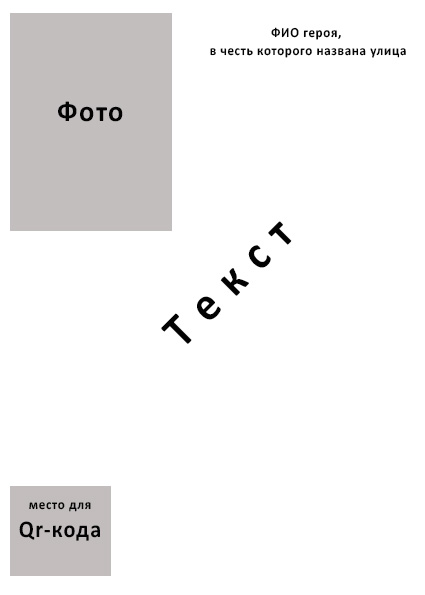 Фото
ФИО героя,
в честь которого названа улица
Текст
место для
Qr-кода